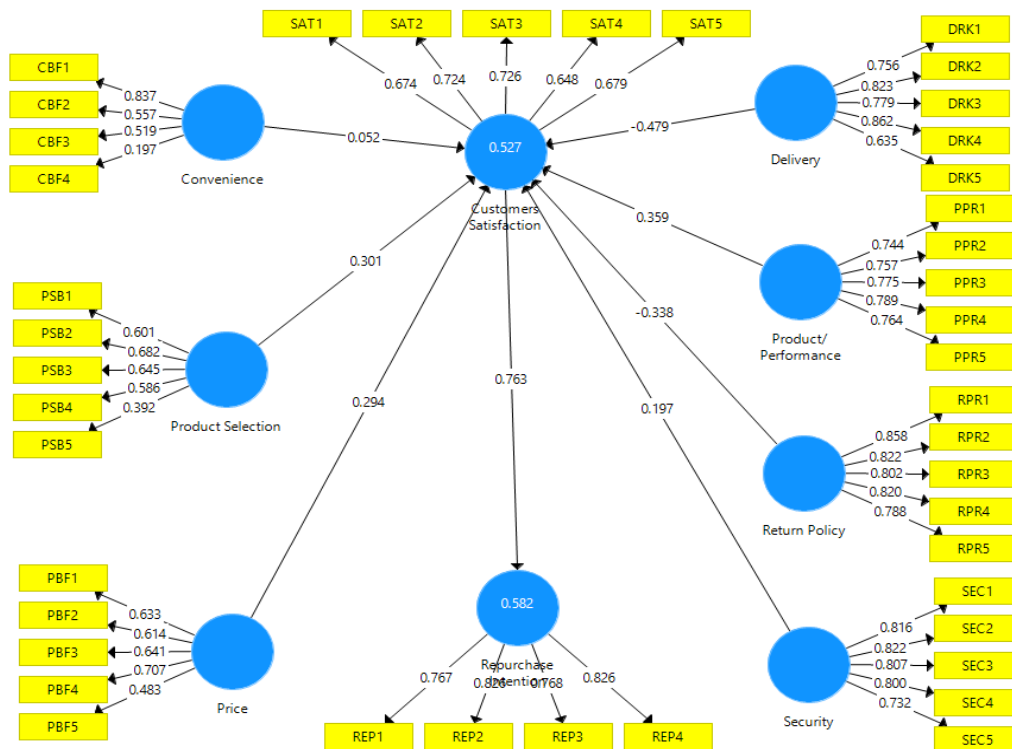 SAT1
SAT2
SAT3
SAT4
SAT5
0.674
0.724
0.726
0.648
0.679
CBF1
CBF2
CBF3
CBF4
0.837
0.557
0.519
0.197
Convenience
0.052
0.527
Customers
Satisfaction
-0.479
DRK1
DRK2
DRK3
DRK4
DRK5
0.756
0.823
0.779
0.862
0.635
Delivery
PSB1
PSB2
PSB3
PSB4
PSB5
0.601
0.682
0.645
0.586
0.392
Product Selection
0.301
0.359
PPR1
PPR2
PPR3
PPR4
PPR5
0.744
0.757
0.775
0.789
0.764
Product/
Performance
-0.338
0.763
0.294
0.197
RPR1
RPR2
RPR3
RPR4
RPR5
0.858
0.822
0.802
0.820
0.788
Return Policy
PBF1
PBF2
PBF3
PBF4
PBF5
0.633
0.614
0.641
0.707
0.483
Price
0.582
Repurchase
Intention
0.767
0.826
0.768
0.826
REP1
REP2
REP3
REP4
SEC1
SEC2
SEC3
SEC4
SEC5
0.816
0.822
0.807
0.800
0.732
Security